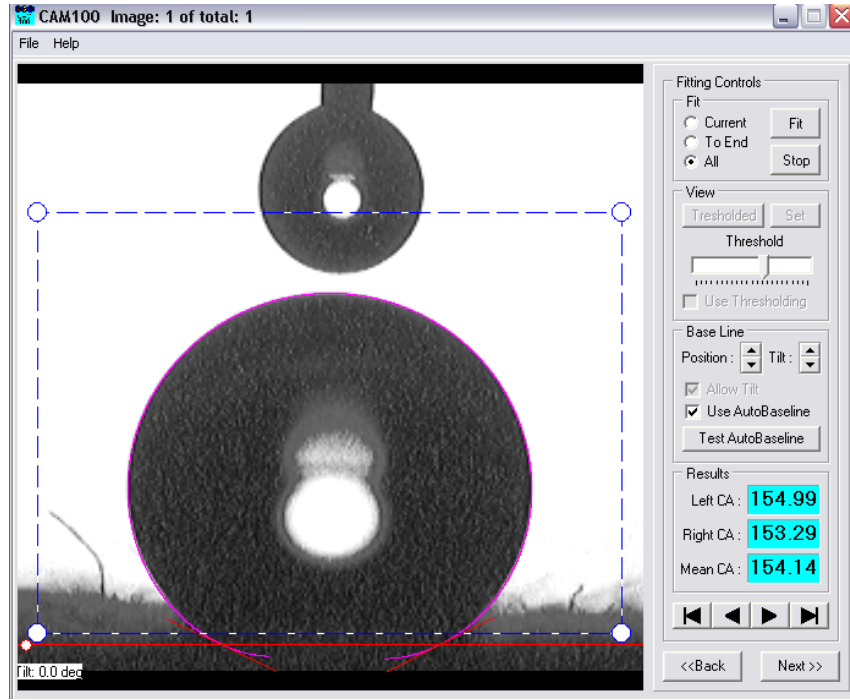 CAM100 Image: 1 of total: 1
File Help
Fitting Controls
Fit
Current
To End
All
Fit
Stop
View
Tresholded
Set
Threshold
Use Thresholding
Base Line
Position :
Tilt :
Allow Tilt
Use AutoBaseline
Test AutoBaseline
Results
Left CA : 154.99
Right CA : 153.29
Mean CA : 154.14
<<Back
Next >>
Tilt: 0.0 deg